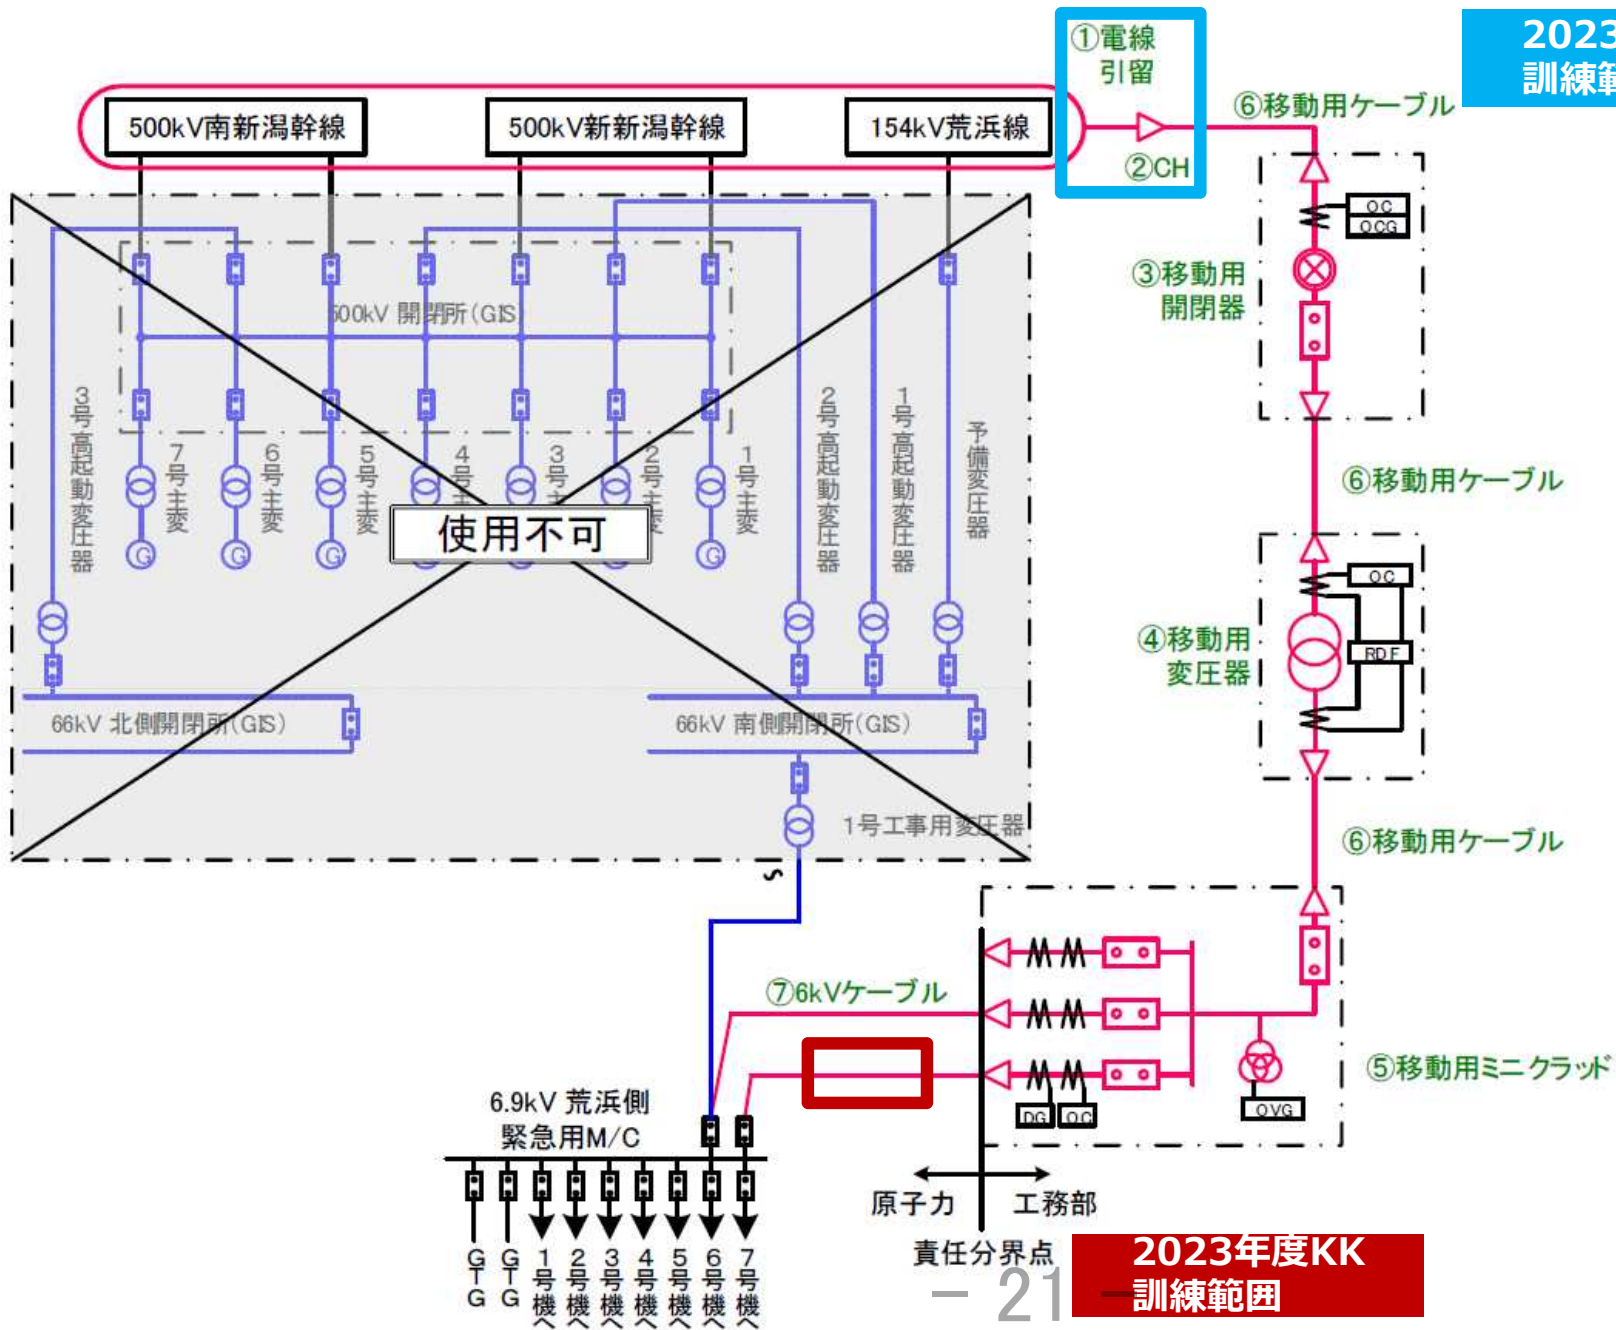 ①電線
引留
2023
訓練範
500kV南新潟幹線
500kV新新潟幹線
154kV荒浜線
②CH
⑥移動用ケーブル
OC
OCG
③移動用
開閉器
500kV 開閉所(GIS)
3号高起動変圧器
7号主変
6号主変
5号主変
4号主
3号主
2号主変
1号主変
2号高起動変圧器
1号高起動変圧器
予備変圧器
G
G
G
G
使用不可
⑥移動用ケーブル
OC
④移動用
変圧器
RDF
66kV 北側開閉所(GIS)
66kV 南側開閉所(GIS)
1号工事用変圧器
⑥移動用ケーブル
⑦6kVケーブル
⑤移動用ミニクラッド
DG
OC
OVG
6.9kV 荒浜側
緊急用M/C
原子力
工務部
責任分界点
GTG
GTG
1号機へ
2号機へ
3号機へ
4号機へ
5号機へ
6号機へ
7号機へ
2023年度KK
訓練範囲
- 21 -